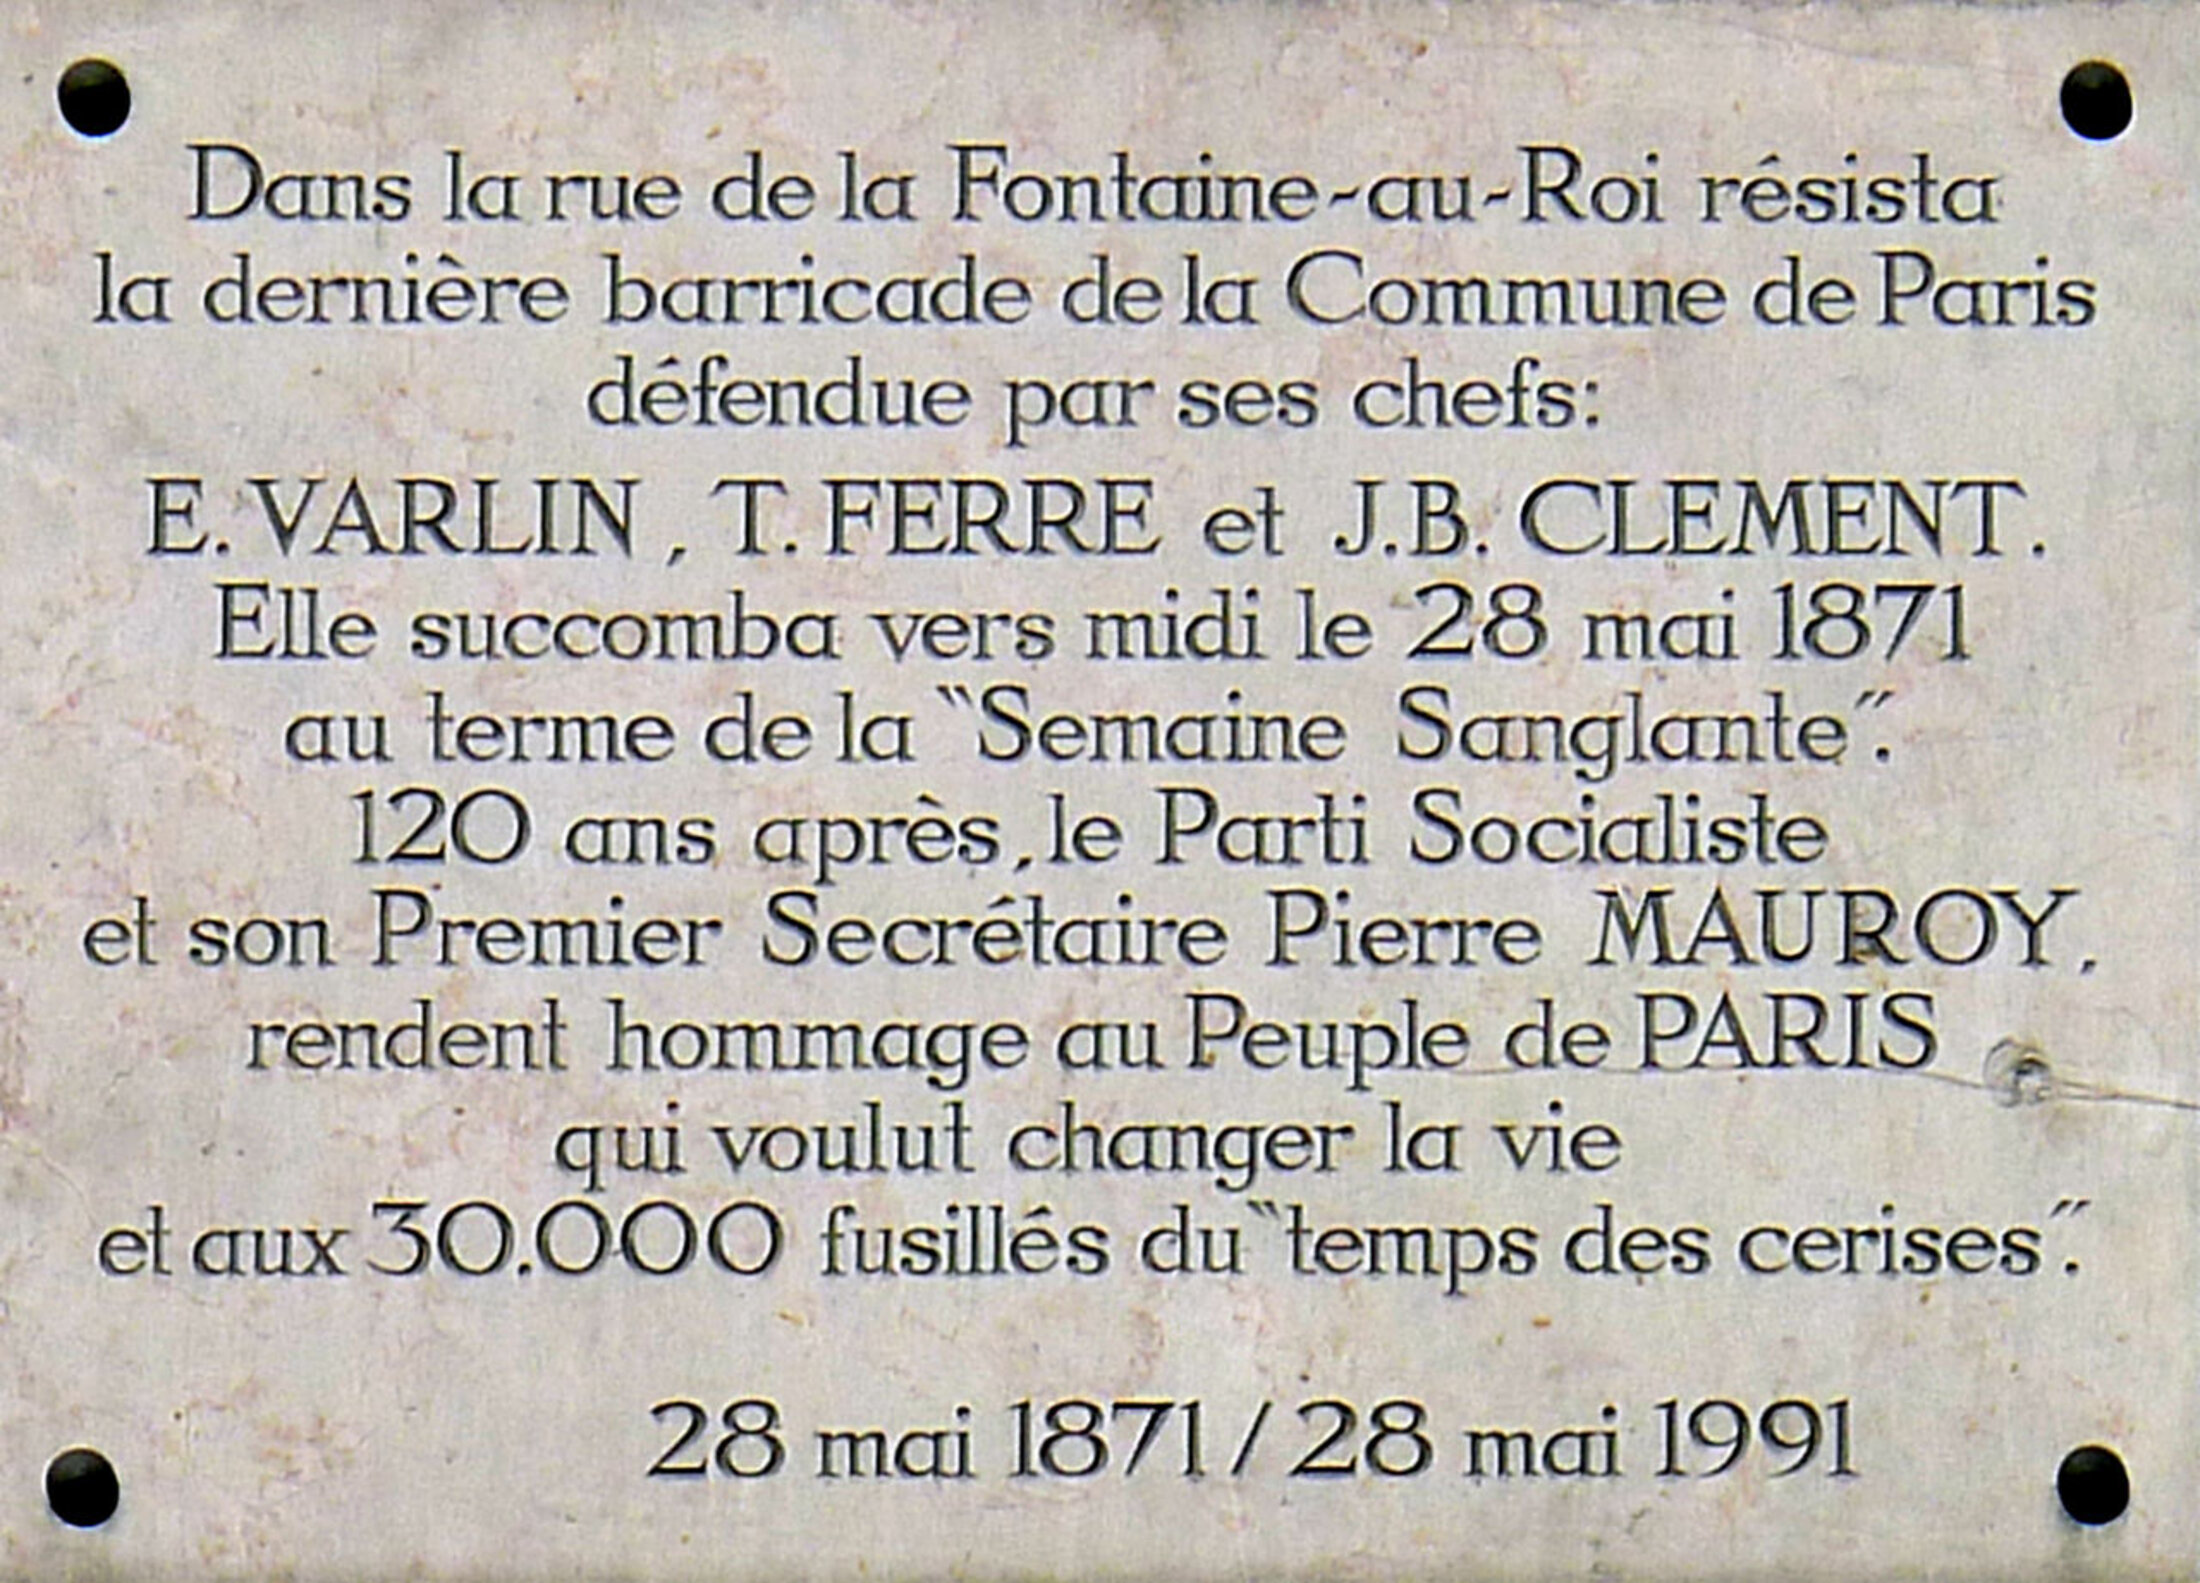 Dans la rue de la Fontaine-au-Roi résista
la dernière barricade de la Commune de Paris
défendue par ses chefs:
E. VARLIN, T. FERRE et J.B. CLEMENT.
Elle succomba vers midi le 28 mai 1871
au terme de la "Semaine Sanglante".
120 ans après, le Parti Socialiste
et son Premier Secrétaire Pierre MAUROY,
rendent hommage au Peuple de PARIS
qui voulut changer la vie
et aux 30.000 fusillés du "temps des cerises".
28 mai 1871 / 28 mai 1991